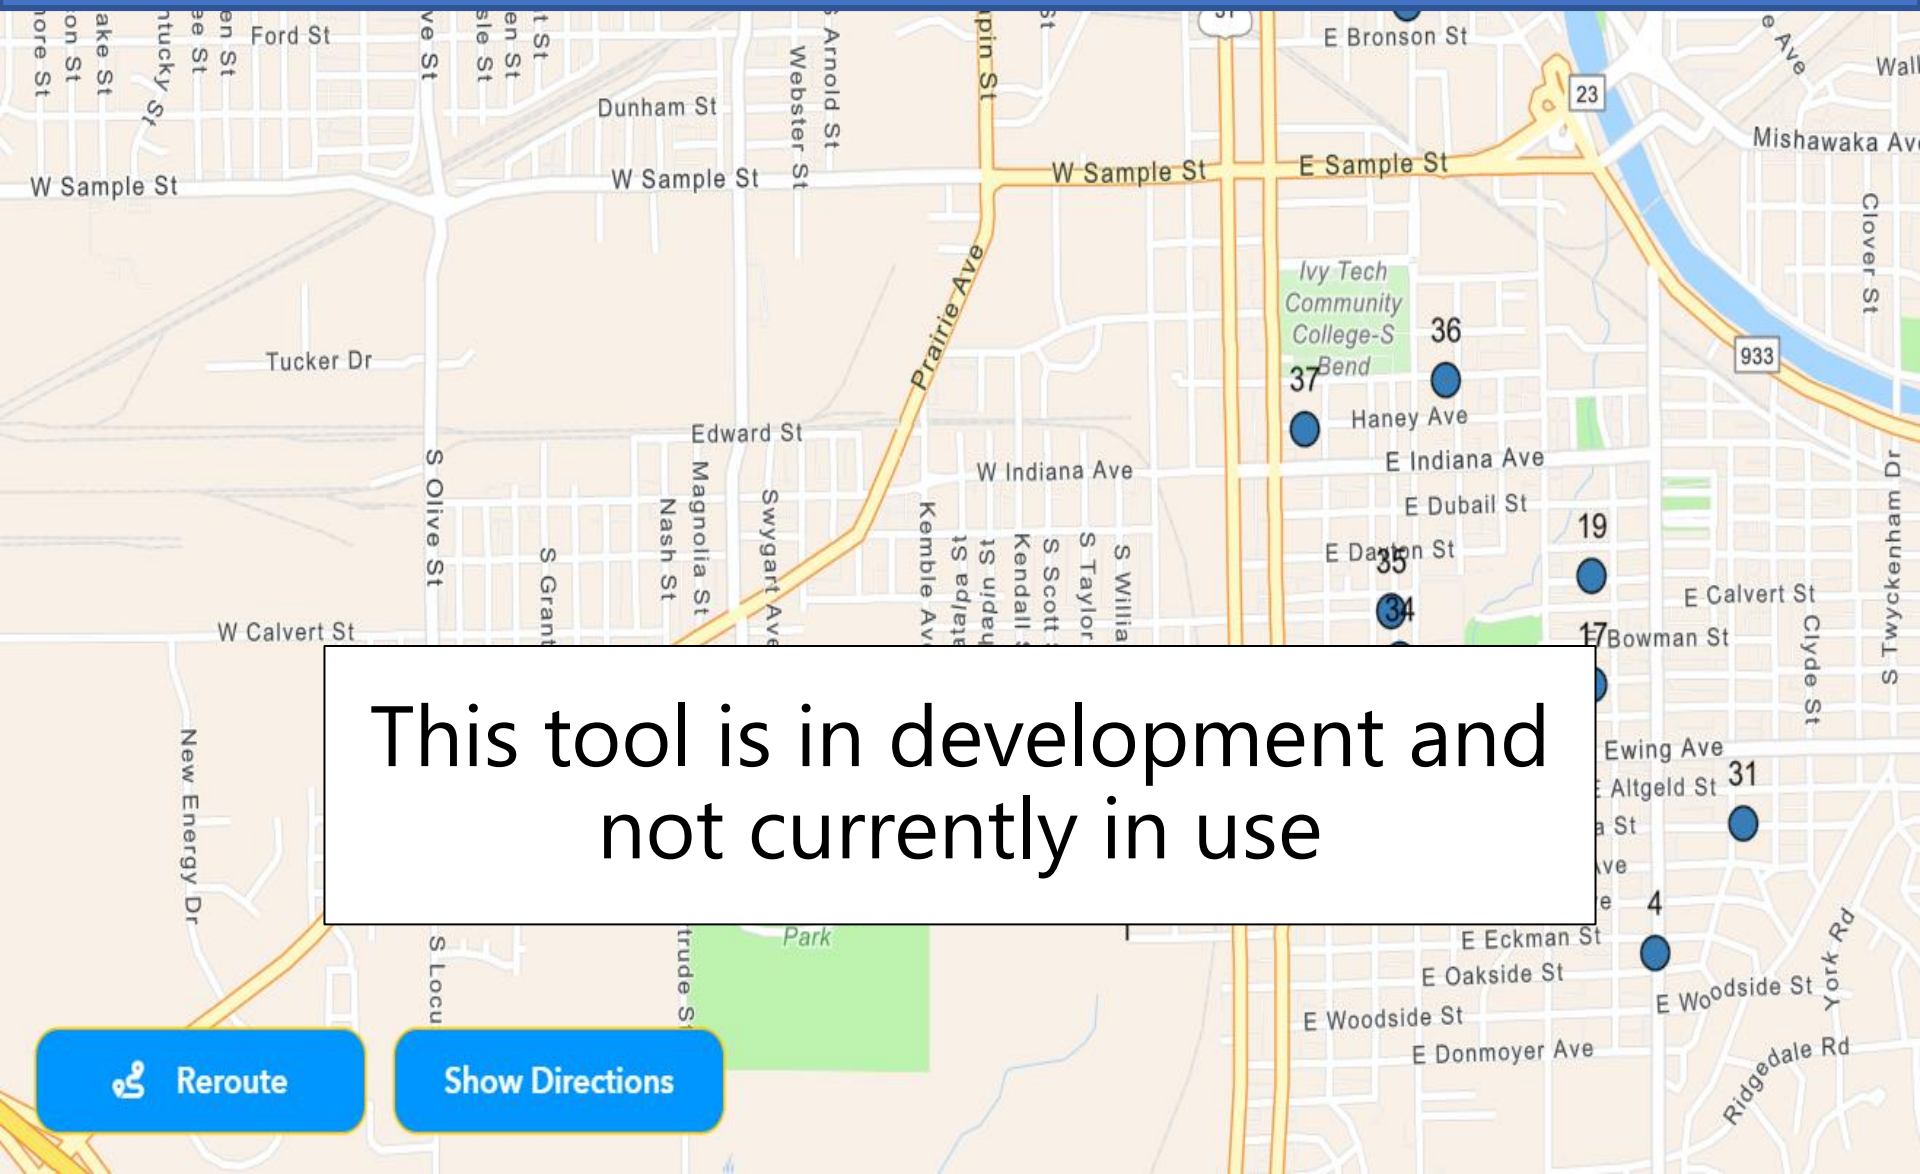 Ford St
E Bronson St
Dunham St
Webster St
Arnold St
23
Mishawaka
W Sample St
W Sample St
W Sample St
E Sample St
Clover St
Ivy Tech
Community
College-S
Bend
Prairie Ave
36
933
Tucker Dr
37
Haney Ave
Edward St
W Indiana Ave
E Indiana Ave
S Olive St
Magnolia St
Nash St
Swygart Ave
E Dubail St
S Twyckenham Dr
19
E Dayton St
35
S Grant
Kemble
Kendall
S Scott
S Taylor
34
E Calvert St
W Calvert St
17
Bowman St
Clyde St
This tool is in development and
not currently in use
New Energy Dr
Ewing Ave
31
E Altgeld St
4
Park
E Eckman St
York Rd
E Oakside St
E Woodside St
E Woodside St
E Donmoyer Ave
Ridgedale Rd
Reroute
Show Directions